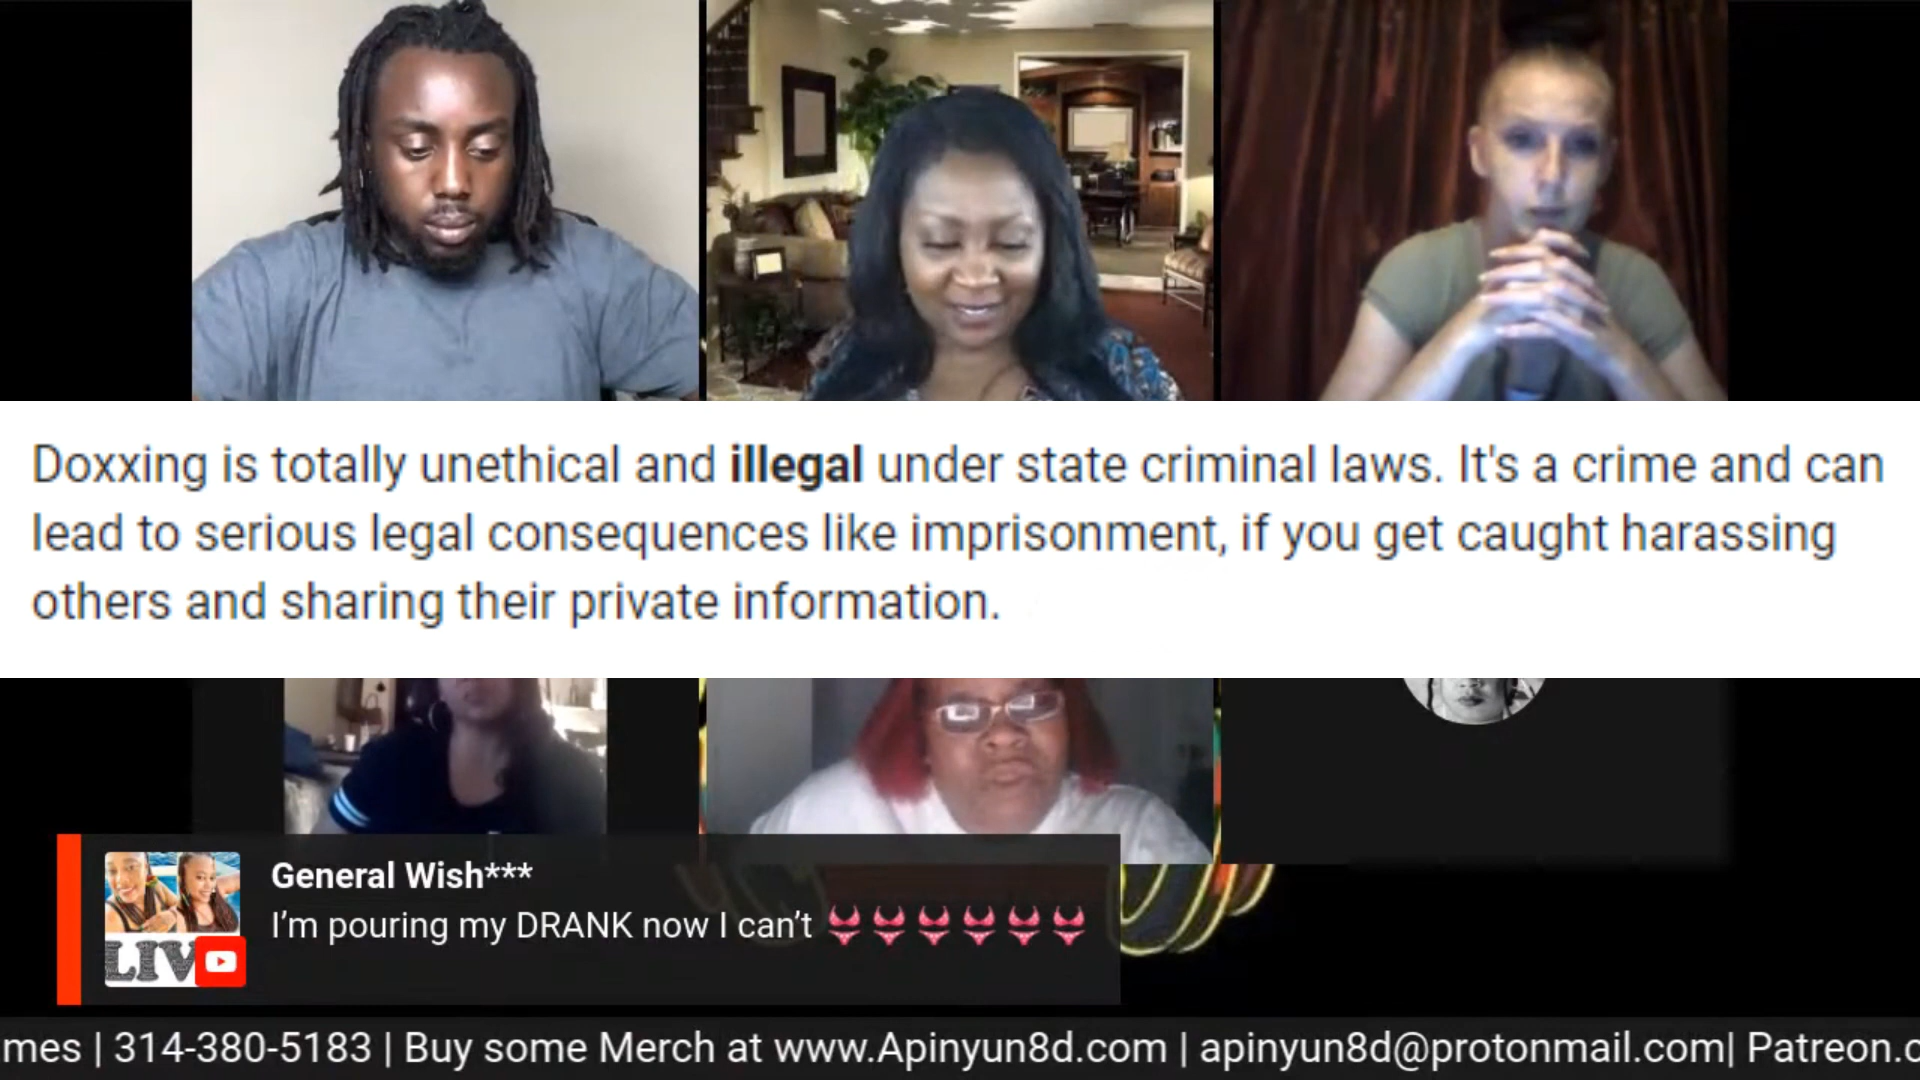 Doxxing is totally unethical and illegal under state criminal laws. It's a crime and can
lead to serious legal consequences like imprisonment, if you get caught harassing
others and sharing their private information.
General Wish***
I’m pouring my DRANK now I can’t 👙👙👙👙👙👙
LIV
mes | 314-380-5183 | Buy some Merch at www.Apinyun8d.com | apinyun8d@protonmail.com| Patreon.c